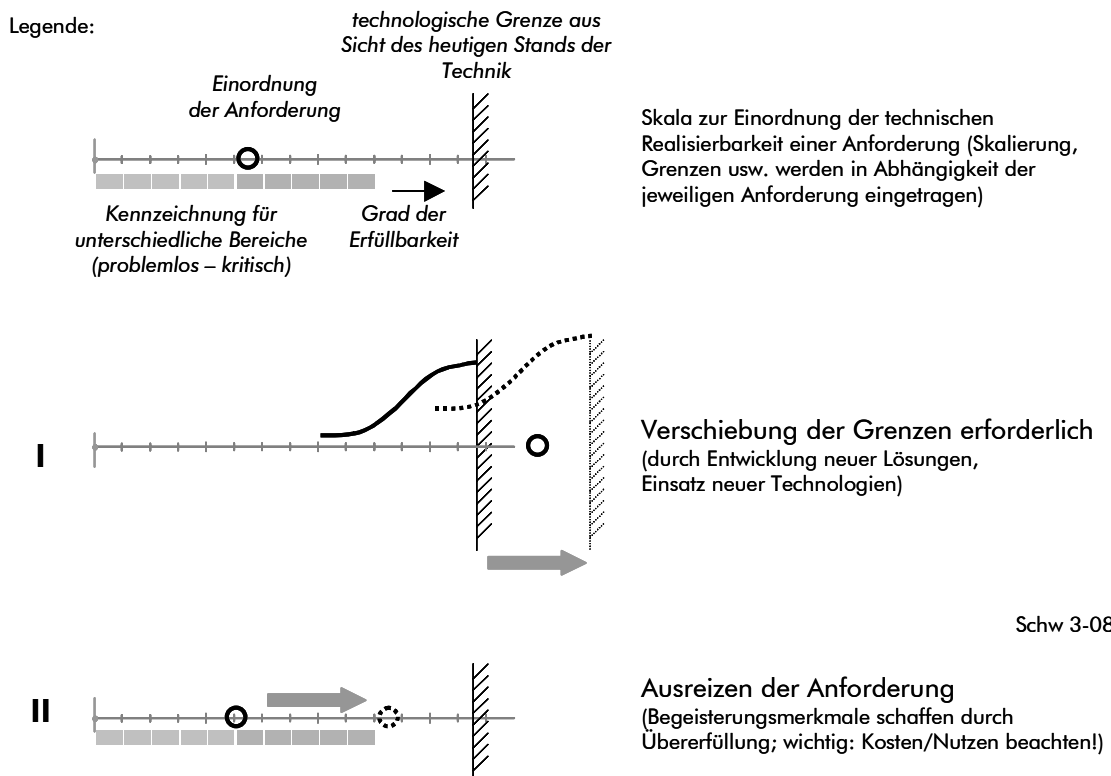 Legende:
technologische Grenze aus
Sicht des heutigen Stands der
Technik
Einordnung
der Anforderung
Kennzeichnung für
unterschiedliche Bereiche
(problemlos – kritisch)
Grad der
Erfüllbarkeit
Skala zur Einordnung der technischen
Realisierbarkeit einer Anforderung (Skalierung,
Grenzen usw. werden in Abhängigkeit der
jeweiligen Anforderung eingetragen)
I
Verschiebung der Grenzen erforderlich
(durch Entwicklung neuer Lösungen,
Einsatz neuer Technologien)
Schw 3-08
II
Ausreizen der Anforderung
(Begeisterungsmerkmale schaffen durch
Übererfüllung; wichtig: Kosten/Nutzen beachten!)